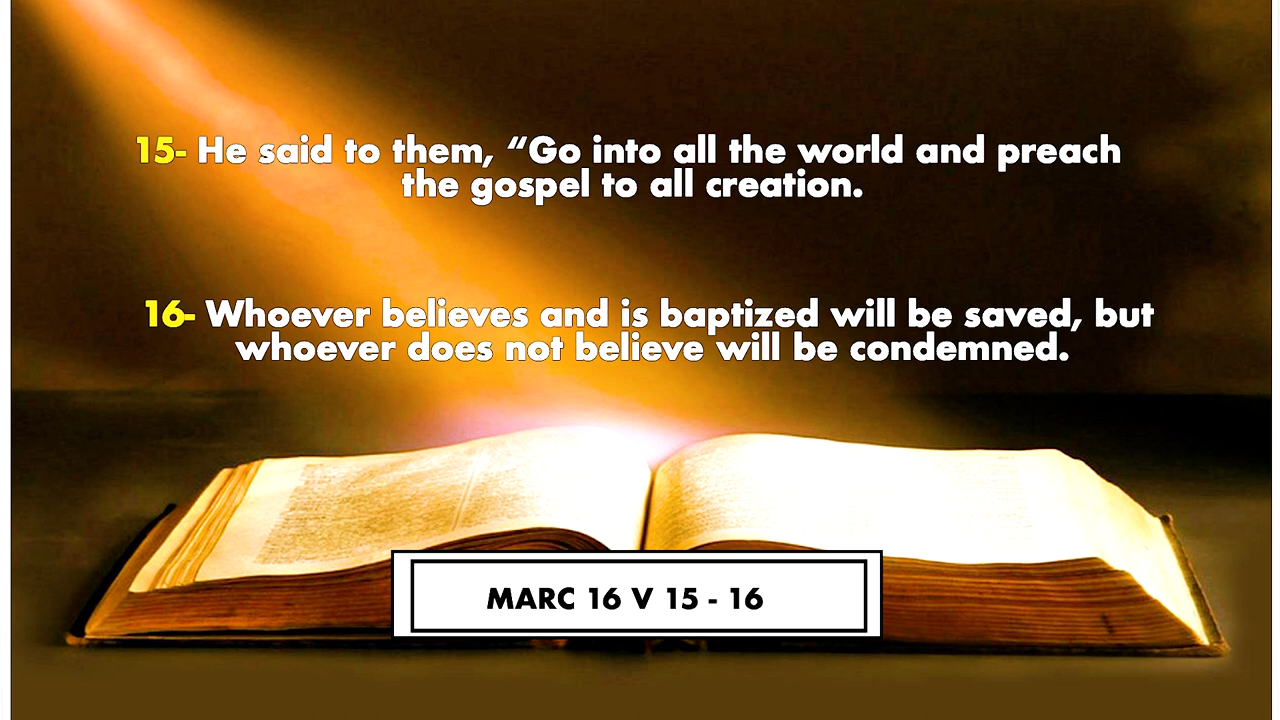 15- He said to them, “Go into all the world and preach
the gospel to all creation.
16- Whoever believes and is baptized will be saved, but
whoever does not believe will be condemned.
MARC 16 V 15 - 16